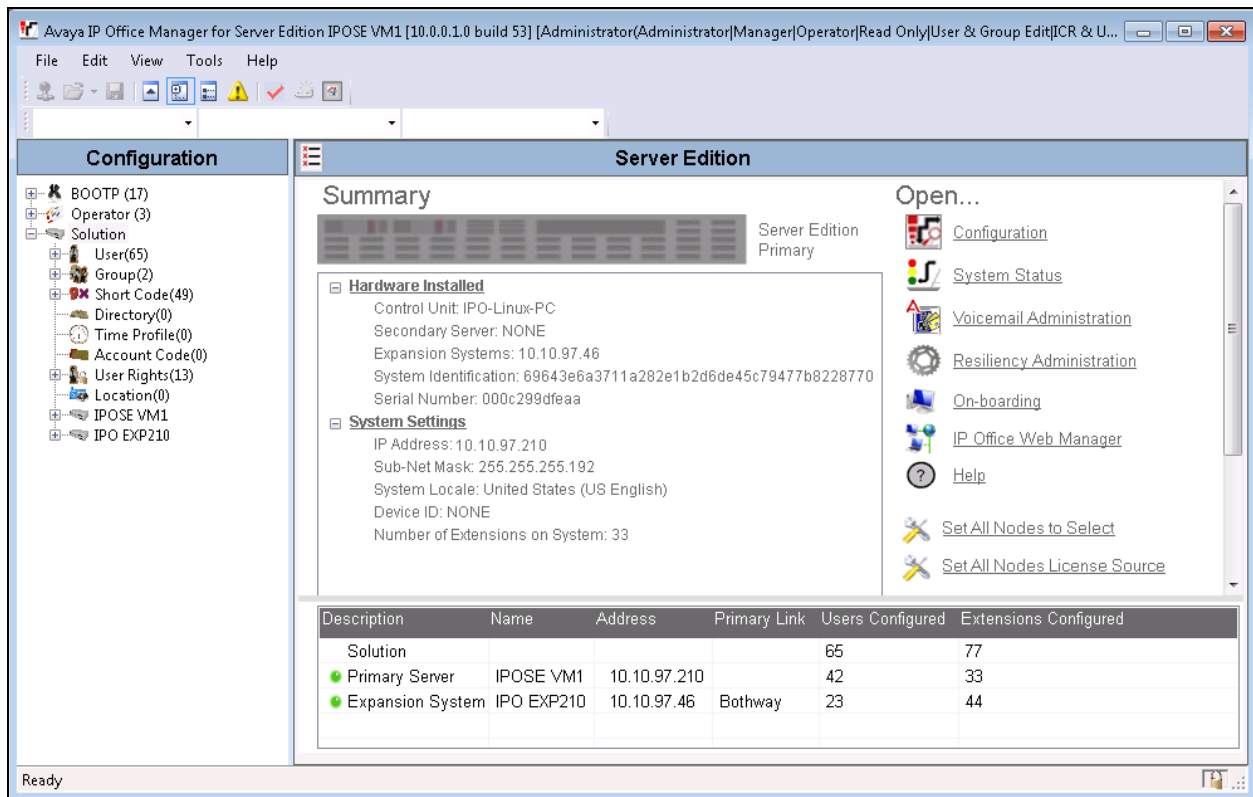 Avaya IP Office Manager for Server Edition IPOSE VM1 [10.0.0.1.0 build 53] [Administrator(Administrator|Manager|Operator|Read Only|User & Group Edit|ICR & U...
File Edit View Tools Help
Configuration
Server Edition
BOOTP (17)
Operator (3)
Solution
User(65)
Group(2)
Short Code(49)
Directory(0)
Time Profile(0)
Account Code(0)
User Rights(13)
Location(0)
IPOSE VM1
IPO EXP210
Summary
Server Edition
Primary
Hardware Installed
Control Unit: IPO-Linux-PC
Secondary Server: NONE
Expansion Systems: 10.10.97.46
System Identification: 69643e6a3711a282e1b2d6de45c79477b8228770
Serial Number: 000c299dfeaa
System Settings
IP Address: 10.10.97.210
Sub-Net Mask: 255.255.255.192
System Locale: United States (US English)
Device ID: NONE
Number of Extensions on System: 33
Open...
Configuration
System Status
Voicemail Administration
Resiliency Administration
On-boarding
IP Office Web Manager
Help
Set All Nodes to Select
Set All Nodes License Source
Description Name Address Primary Link Users Configured Extensions Configured
Solution 65 77
Primary Server IPOSE VM1 10.10.97.210 42 33
Expansion System IPO EXP210 10.10.97.46 Bothway 23 44
Ready